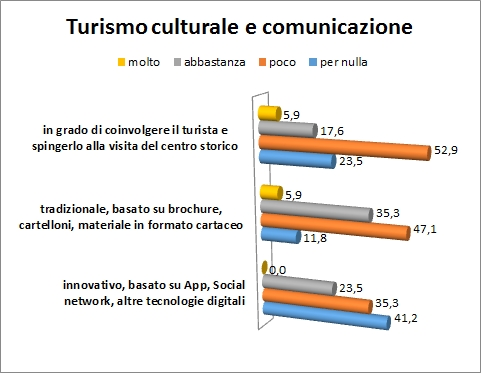 Turismo culturale e comunicazione
molto abbastanza poco per nulla
in grado di coinvolgere il turista e
spingerlo alla visita del centro storico
5,9
17,6
52,9
23,5
tradizionale, basato su brochure,
cartelloni, materiale in formato cartaceo
5,9
35,3
47,1
11,8
innovativo, basato su App, Social
network, altre tecnologie digitali
0,0
23,5
35,3
41,2